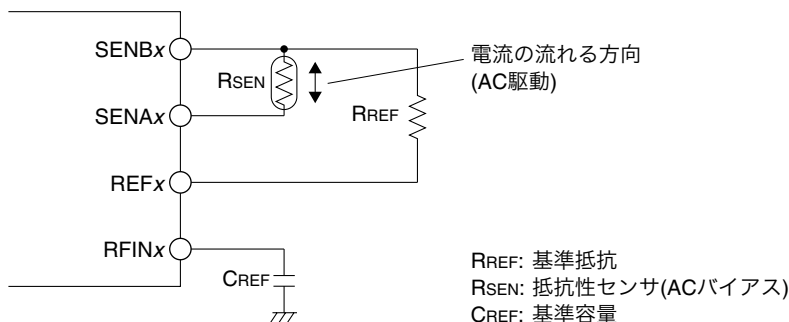 SENBx
電流の流れる方向
(AC駆動)
RSEN
SENAx
RREF
REFx
RFINx
CREF
RREF: 基準抵抗
RSEN: 抵抗性センサ(ACバイアス)
CREF: 基準容量